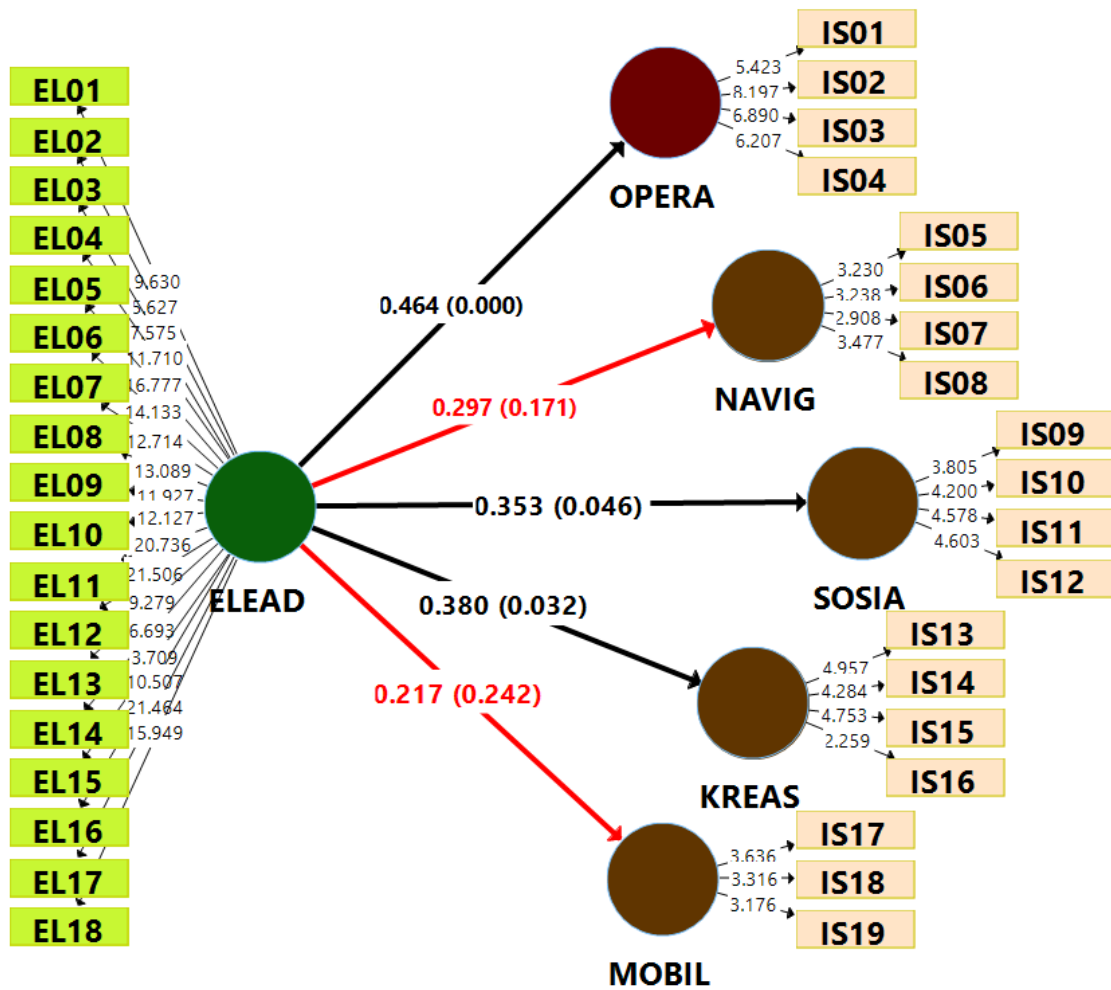 EL01
EL02
EL03
EL04
EL05
EL06
EL07
EL08
EL09
EL10
EL11
EL12
EL13
EL14
EL15
EL16
EL17
EL18
9.630
5.627
7.575
11.710
16.777
14.133
12.714
13.089
11.927
12.127
20.736
21.506
9.279
6.693
3.709
10.507
21.464
15.949
ELEAD
0.464 (0.000)
0.297 (0.171)
0.353 (0.046)
0.380 (0.032)
0.217 (0.242)
OPERA
5.423
8.197
6.890
6.207
IS01
IS02
IS03
IS04
NAVIG
3.230
3.238
2.908
3.477
IS05
IS06
IS07
IS08
SOSIA
3.805
4.200
4.578
4.603
IS09
IS10
IS11
IS12
KREAS
4.957
4.284
4.753
2.259
IS13
IS14
IS15
IS16
MOBIL
3.636
3.316
3.176
IS17
IS18
IS19